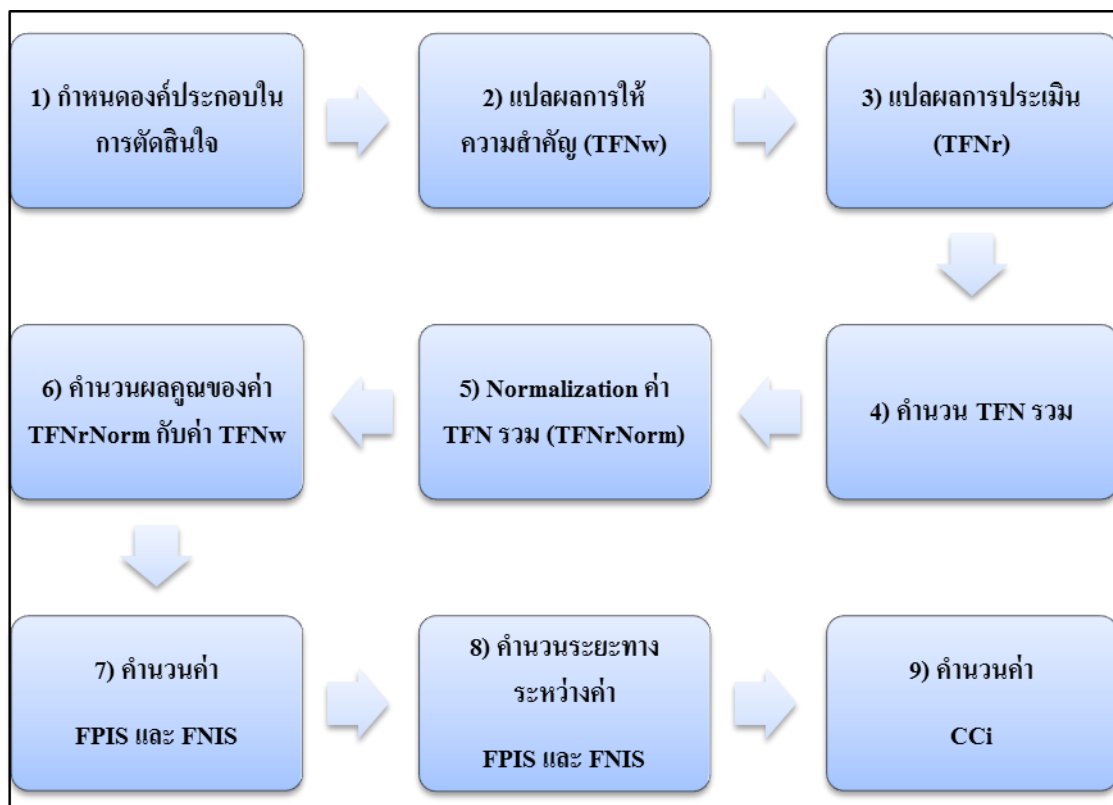 1) กำหนดองค์ประกอบใน
การตัดสินใจ
2) แปลผลการให้
ความสำคัญ (TFNw)
3) แปลผลการประเมิน
(TFNr)
4) คำนวน TFN รวม
5) Normalization ค่า
TFN รวม (TFNrNorm)
6) คำนวนผลคูณของค่า
TFNrNorm กับค่า TFNw
7) คำนวนค่า
FPIS และ FNIS
8) คำนวนระยะทาง
ระหว่างค่า
FPIS และ FNIS
9) คำนวนค่า
CCi